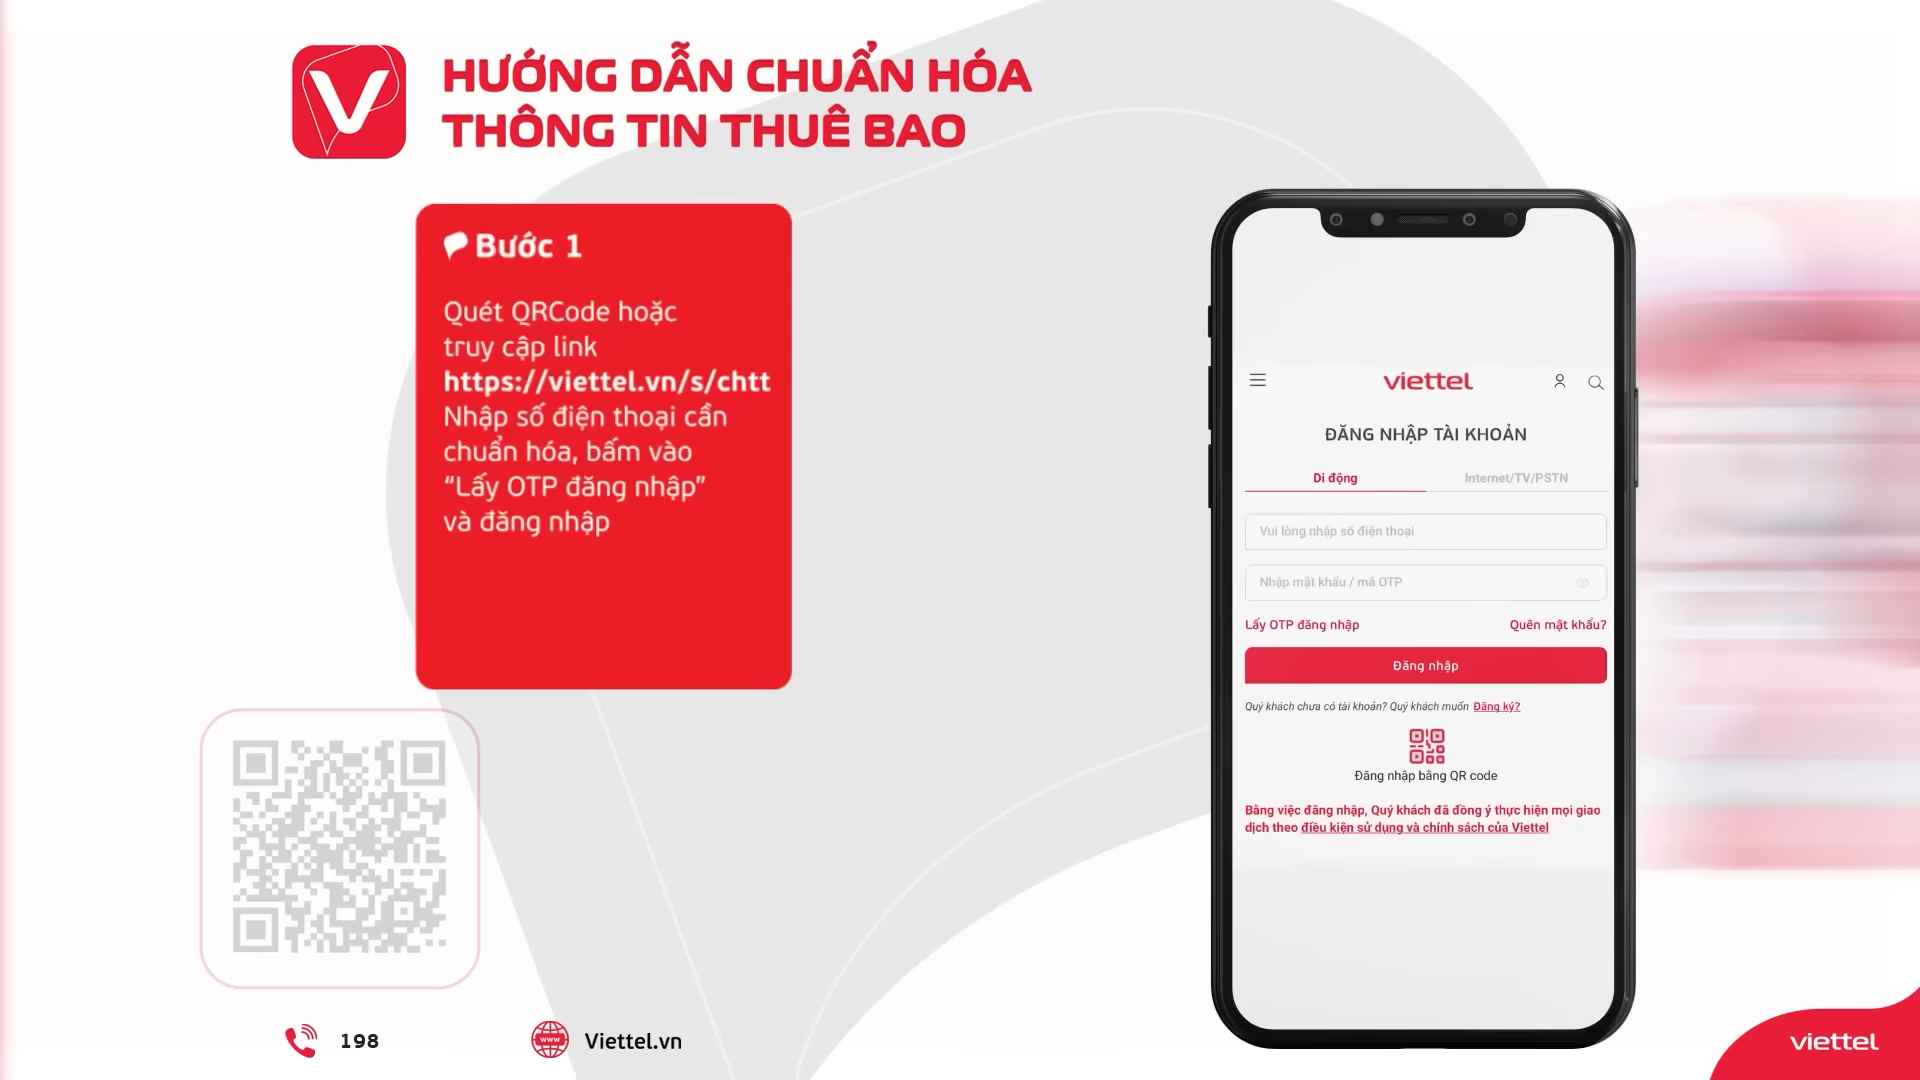 HƯỚNG DẪN CHUẨN HÓA
THÔNG TIN THUÊ BAO
Bước 1
Quét QRCode hoặc
truy cập link
https://viettel.vn/s/chtt
Nhập số điện thoại cần
chuẩn hóa, bấm vào
“Lấy OTP đăng nhập”
và đăng nhập
viettel
ĐĂNG NHẬP TÀI KHOẢN
Di động
Internet/TV/PSTN
Vui lòng nhập số điện thoại
Nhập mật khẩu / mã OTP
Lấy OTP đăng nhập
Quên mật khẩu?
Đăng nhập
Quý khách chưa có tài khoản? Quý khách muốn Đăng ký?
Đăng nhập bằng QR code
Bằng việc đăng nhập, Quý khách đã đồng ý thực hiện mọi giao
dịch theo điều kiện sử dụng và chính sách của Viettel
198
www
Viettel.vn
viettel